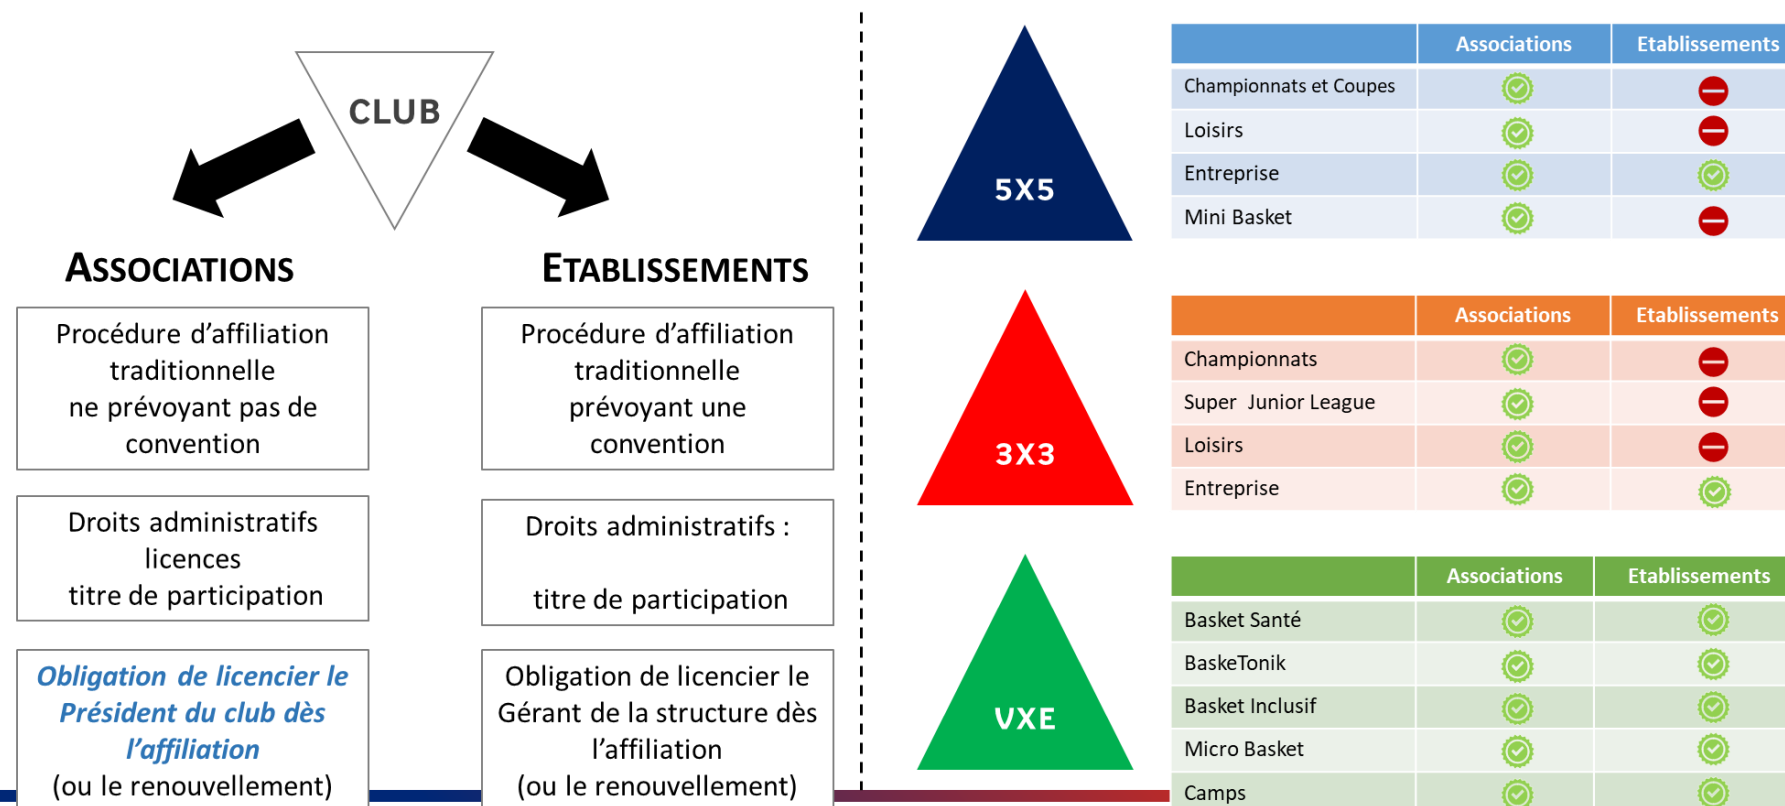 CLUB
ASSOCIATIONS
Procédure d’affiliation
traditionnelle
ne prévoyant pas de
convention
Droits administratifs
licences
titre de participation
Obligation de licencier le
Président du club dès
l’affiliation
(ou le renouvellement)
ETABLISSEMENTS
Procédure d’affiliation
traditionnelle
prévoyant une
convention
Droits administratifs :
titre de participation
Obligation de licencier le
Gérant de la structure dès
l’affiliation
(ou le renouvellement)
5X5
Associations Etablissements
Championnats et Coupes
Loisirs
Entreprise
Mini Basket
3X3
Associations Etablissements
Championnats
Super Junior League
Loisirs
Entreprise
VXE
Associations Etablissements
Basket Santé
BaskeTonik
Basket Inclusif
Micro Basket
Camps